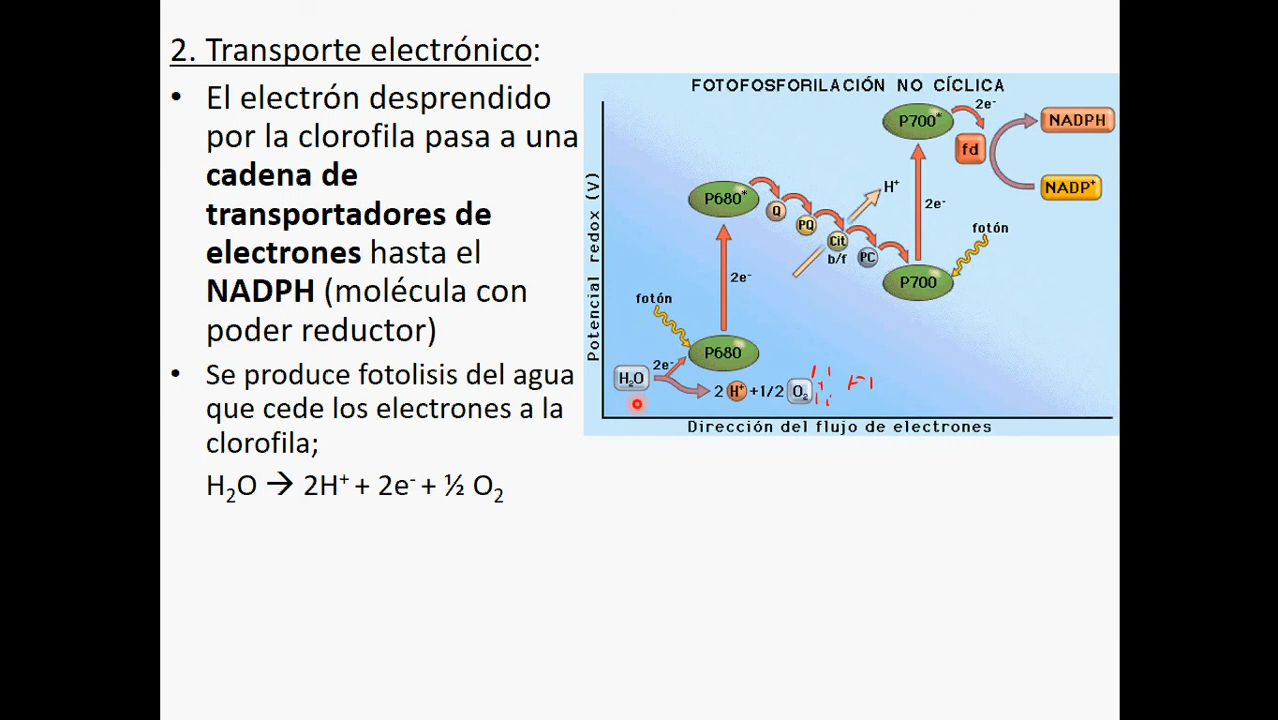 2. Transporte electrónico:
• El electrón desprendido
por la clorofila pasa a una
cadena de
transportadores de
electrones hasta el
NADPH (molécula con
poder reductor)
• Se produce fotolisis del agua
que cede los electrones a la
clorofila;
H₂O → 2H⁺ + 2e⁻ + ½ O₂
FOTOFOSFORILACIÓN NO CÍCLICA
Potencial redox (V)
2e⁻
P700*
NADPH
fd
P680*
H⁺
NADP⁺
Q
2e⁻
PQ
fotón
Cit
b/f
PC
2e⁻
P700
fotón
P680
2e⁻
H₂O
2 H⁺ +1/2 O₂
Dirección del flujo de electrones